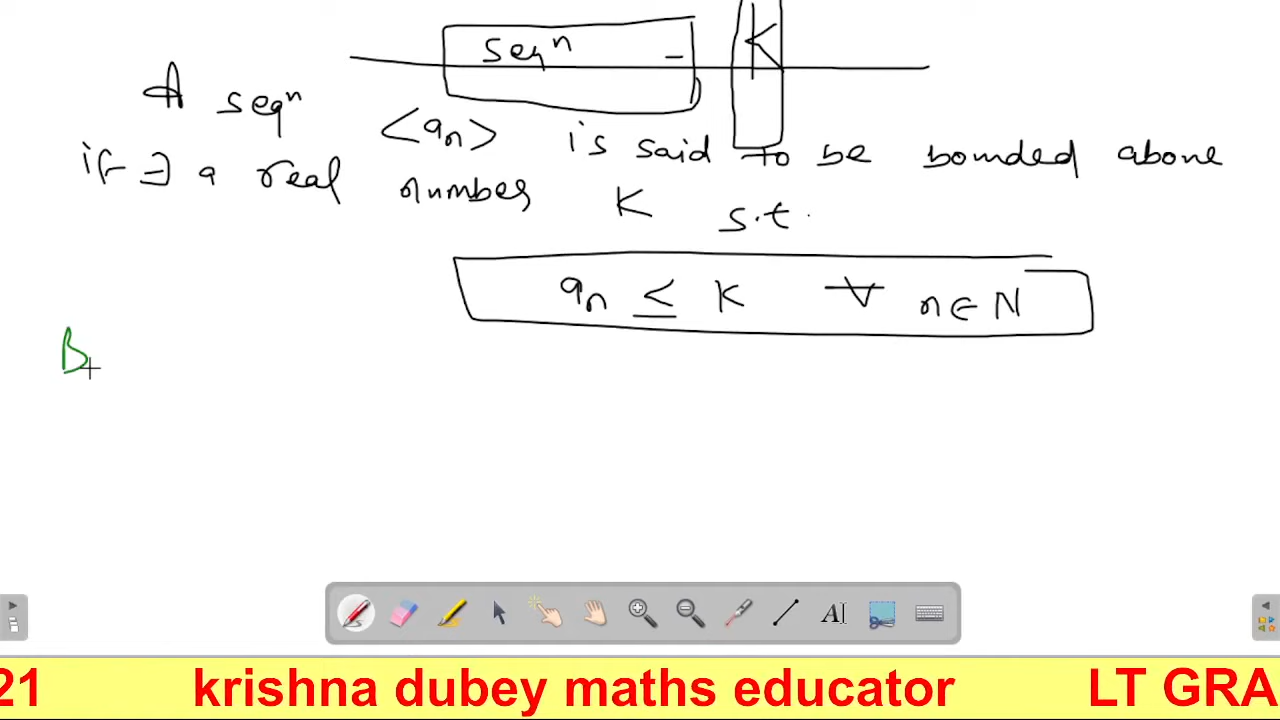 seqⁿ K
A seqⁿ <aₙ> is said to be bounded above
if ∃ a real number K s.t.
aₙ ≤ K ∀ n ∈ N
B
21 krishna dubey maths educator LT GRA